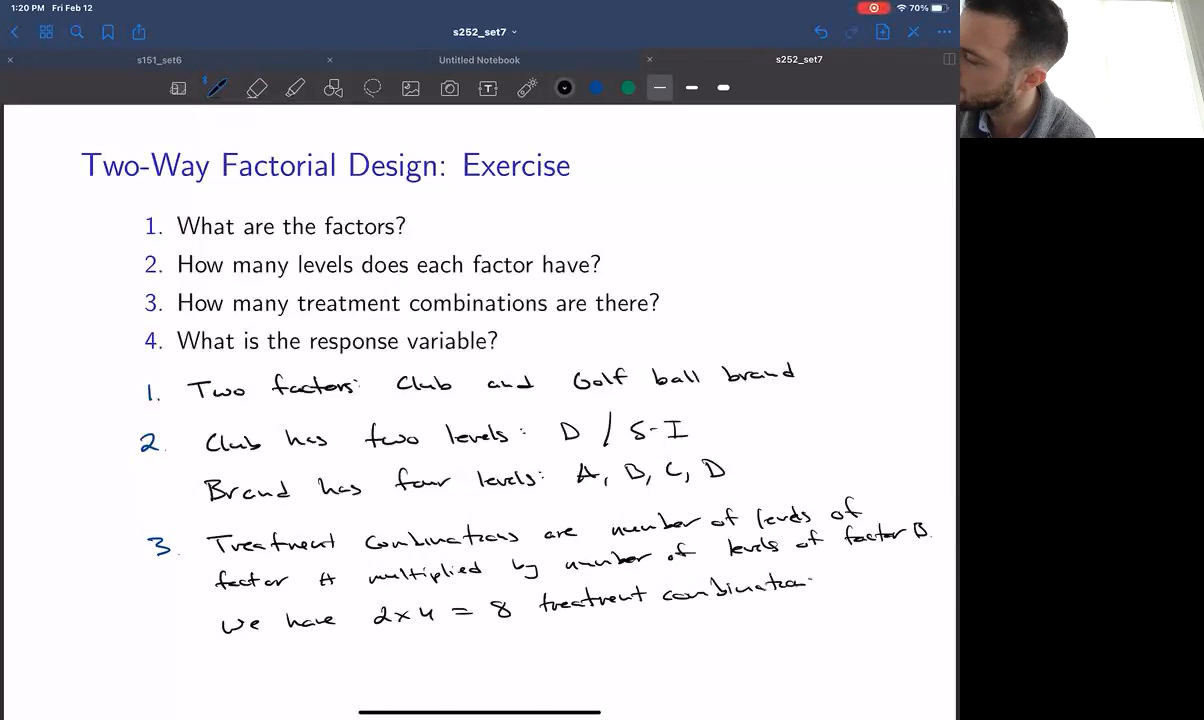 1:20 PM Fri Feb 12
70%
s252_set7
s151_set6
Untitled Notebook
s252_set7
Two-Way Factorial Design: Exercise
1. What are the factors?
2. How many levels does each factor have?
3. How many treatment combinations are there?
4. What is the response variable?
1. Two factors: Club and Golf ball brand
2. Club has two levels: D / 5-I
Brand has four levels: A, B, C, D
3. Treatment combinations are number of levels of
factor A multiplied by number of levels of factor B.
We have 2x4 = 8 treatment combination